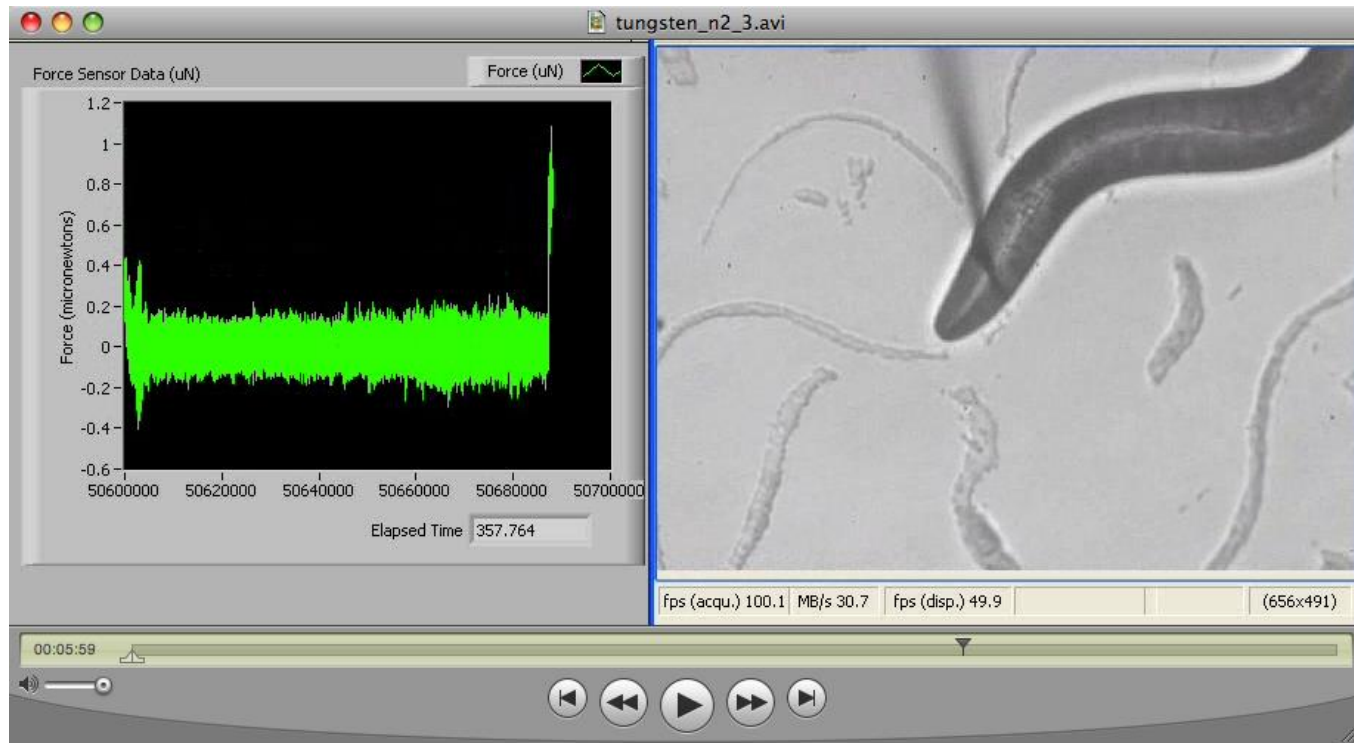 tungsten_n2_3.avi
Force Sensor Data (uN)
Force (uN)
1.2
1
0.8
0.6
0.4
0.2
0
-0.2
-0.4
-0.6
Force (micronewtons)
50600000 50620000 50640000 50660000 50680000 50700000
Elapsed Time 357.764
fps (acqu.) 100.1 MB/s 30.7 fps (disp.) 49.9 (656x491)
00:05:59